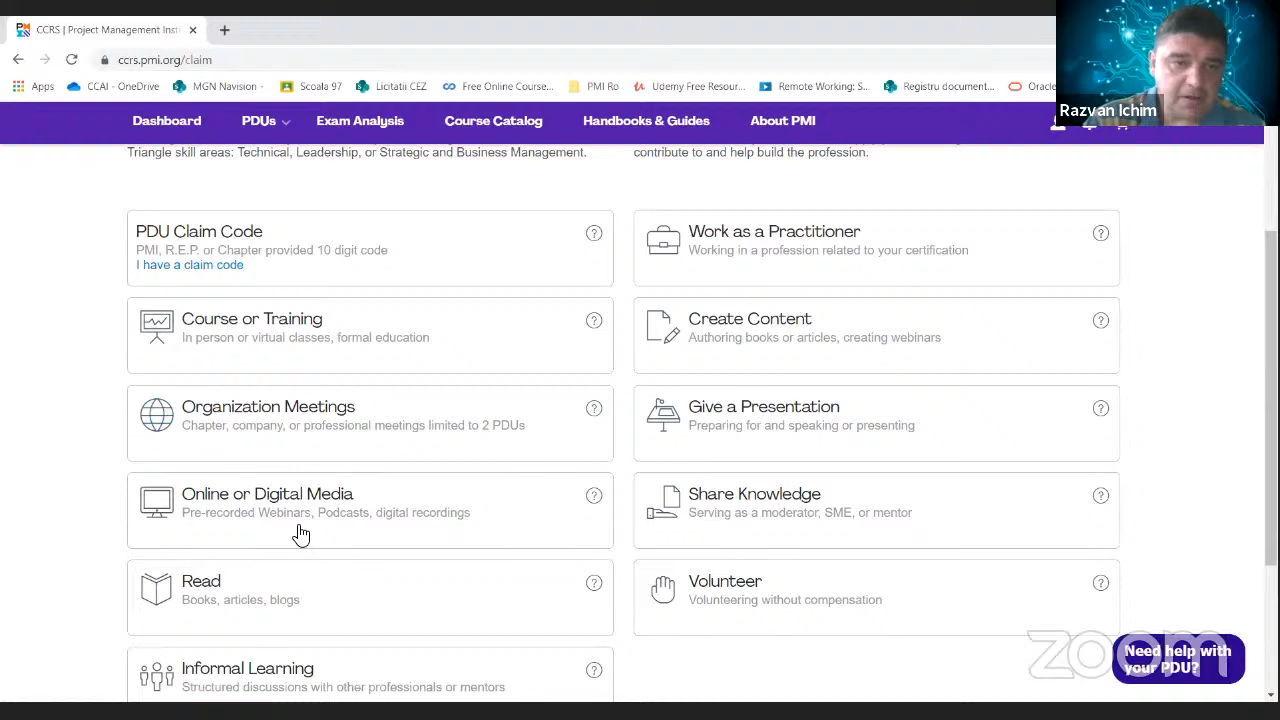 CCRS | Project Management Insti
ccrs.pmi.org/claim
Apps
CCAI - OneDrive
MGN Navision -
Scoala 97
Licitatii CEZ
Free Online Course...
PMI Ro
Udemy Free Resour...
Remote Working: S...
Registru document...
Oracle
Razvan Ichim
Dashboard
PDUs
Exam Analysis
Course Catalog
Handbooks & Guides
About PMI
Triangle skill areas: Technical, Leadership, or Strategic and Business Management.
contribute to and help build the profession.
PDU Claim Code
PMI, R.E.P. or Chapter provided 10 digit code
I have a claim code
Work as a Practitioner
Working in a profession related to your certification
Course or Training
In person or virtual classes, formal education
Create Content
Authoring books or articles, creating webinars
Organization Meetings
Chapter, company, or professional meetings limited to 2 PDUs
Give a Presentation
Preparing for and speaking or presenting
Online or Digital Media
Pre-recorded Webinars, Podcasts, digital recordings
Share Knowledge
Serving as a moderator, SME, or mentor
Read
Books, articles, blogs
Volunteer
Volunteering without compensation
Informal Learning
Structured discussions with other professionals or mentors
zoom
Need help with
your PDU?